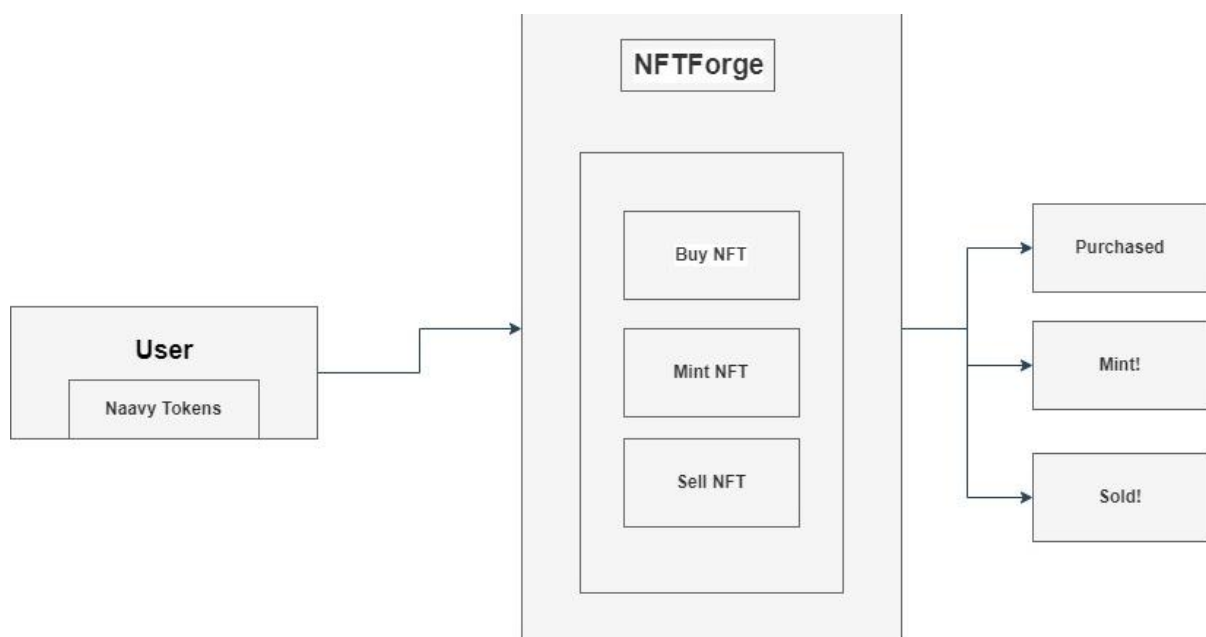 NFTForge
Buy NFT
Mint NFT
Sell NFT
User
Naavy Tokens
Purchased
Mint!
Sold!